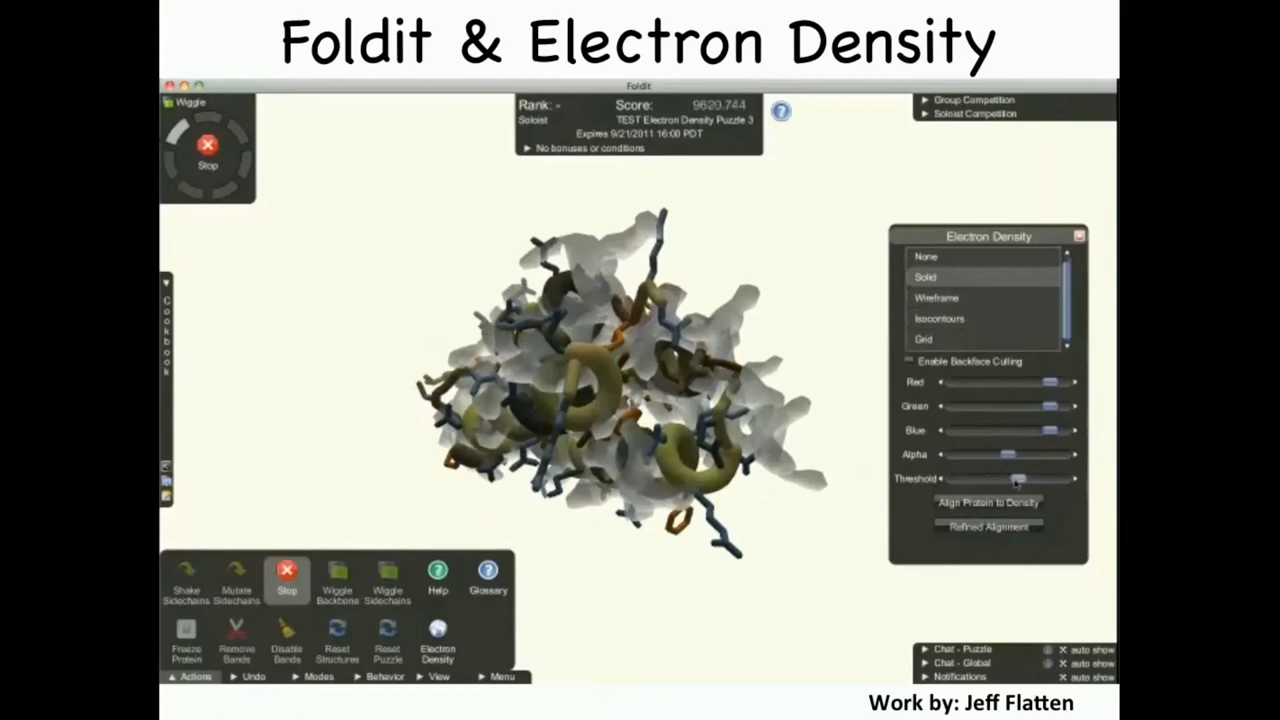 Foldit & Electron Density
Foldit
Wiggle
Stop
Rank: - Score: 9620.744
Soloist TEST Electron Density Puzzle 3
Expires 9/21/2011 16:00 PDT
No bonuses or conditions
?
Group Competition
Soloist Competition
Cookbook
Electron Density
None
Solid
Wireframe
Isocontours
Grid
Enable Backface Culling
Red
Green
Blue
Alpha
Threshold
Align Protein to Density
Refined Alignment
Shake Sidechains
Mutate Sidechains
Stop
Wiggle Backbone
Wiggle Sidechains
Help
Glossary
Freeze Protein
Remove Bands
Disable Bands
Reset Structures
Reset Puzzle
Electron Density
Actions Undo Modes Behavior View Menu
Chat - Puzzle auto show
Chat - Global auto show
Notifications auto show
Work by: Jeff Flatten